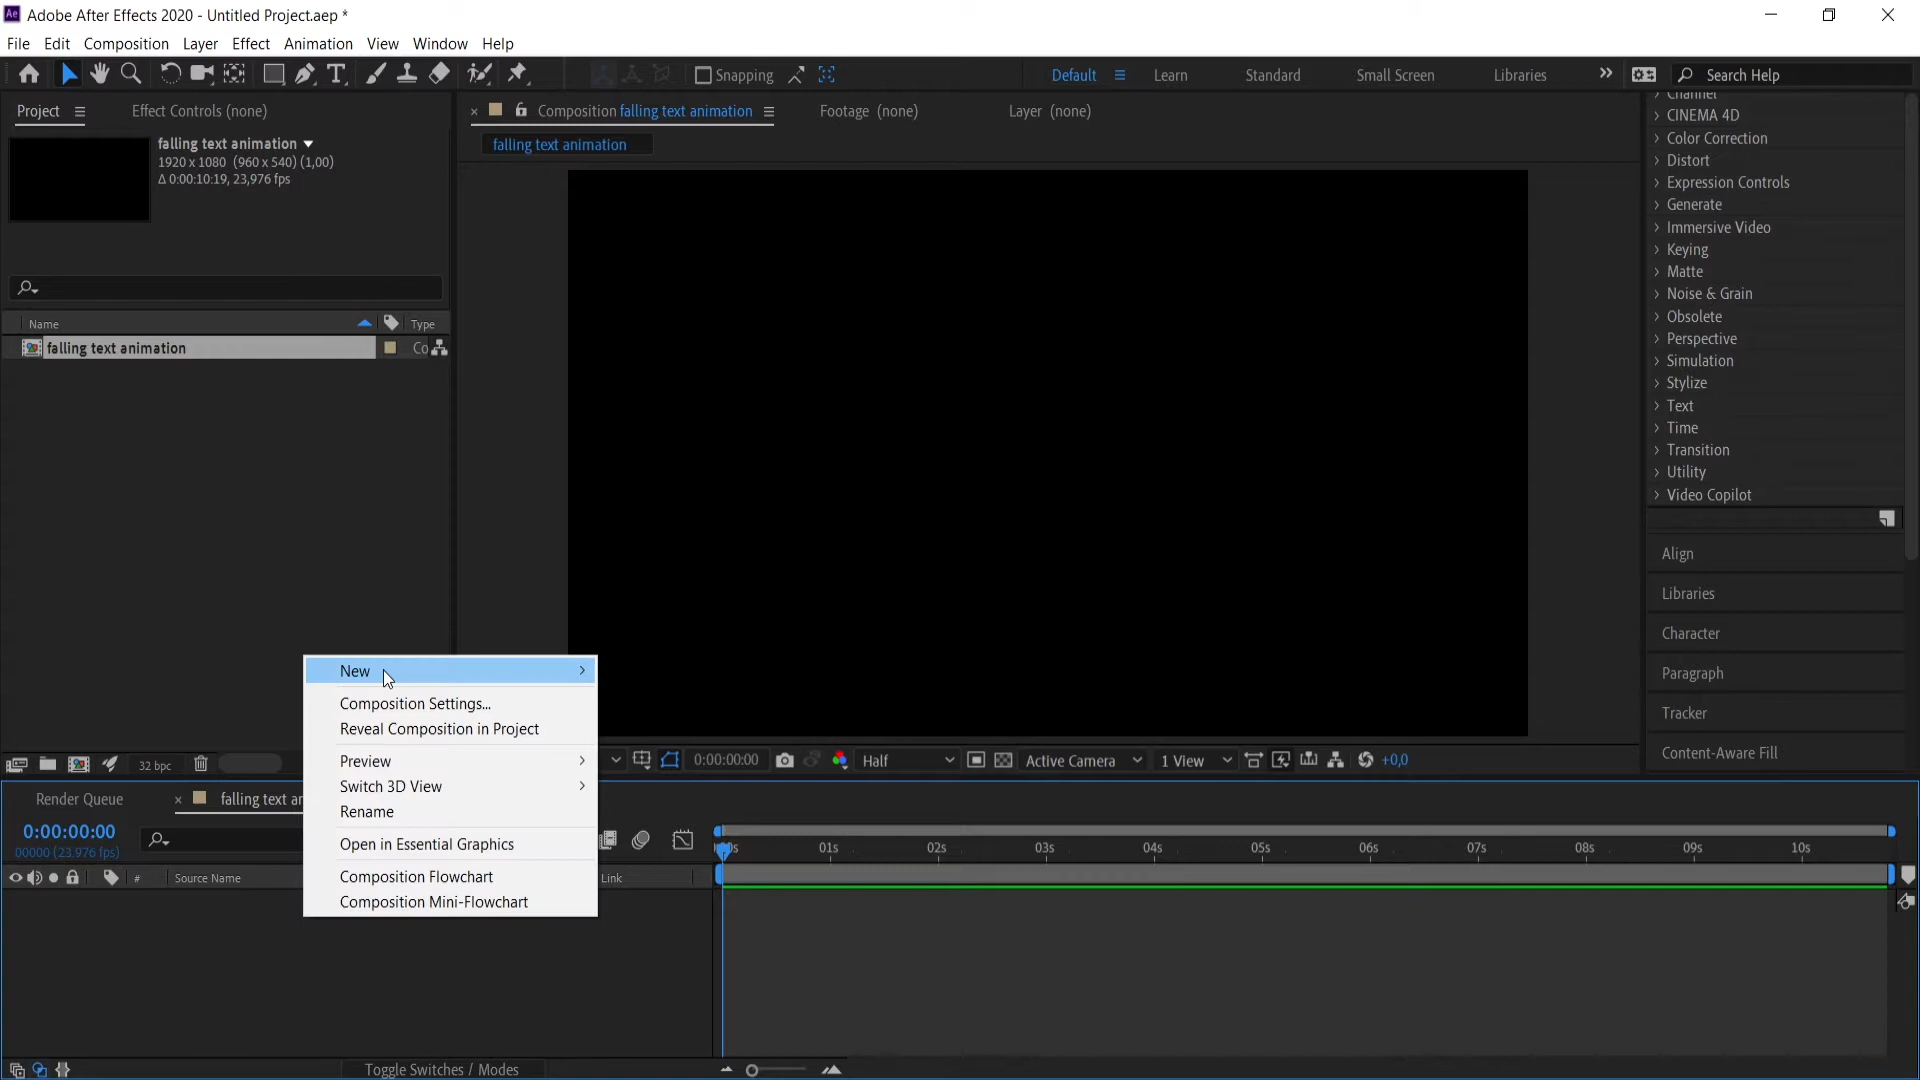 Adobe After Effects 2020 - Untitled Project.aep *
File Edit Composition Layer Effect Animation View Window Help
Snapping Default Learn Standard Small Screen Libraries Search Help
Project Effect Controls (none)
falling text animation
1920 x 1080 (960 x 540) (1,00)
Δ 0:00:10:19, 23,976 fps
Name Type
falling text animation Co
Composition falling text animation Footage (none) Layer (none)
falling text animation
Channel
CINEMA 4D
Color Correction
Distort
Expression Controls
Generate
Immersive Video
Keying
Matte
Noise & Grain
Obsolete
Perspective
Simulation
Stylize
Text
Time
Transition
Utility
Video Copilot
Align
Libraries
Character
Paragraph
Tracker
Content-Aware Fill
New
Composition Settings...
Reveal Composition in Project
Preview
Switch 3D View
Rename
Open in Essential Graphics
Composition Flowchart
Composition Mini-Flowchart
32 bpc
0:00:00:00 Half Active Camera 1 View +0,0
Render Queue falling text an
0:00:00:00
00000 (23.976 fps)
# Source Name Link
0s 01s 02s 03s 04s 05s 06s 07s 08s 09s 10s
Toggle Switches / Modes